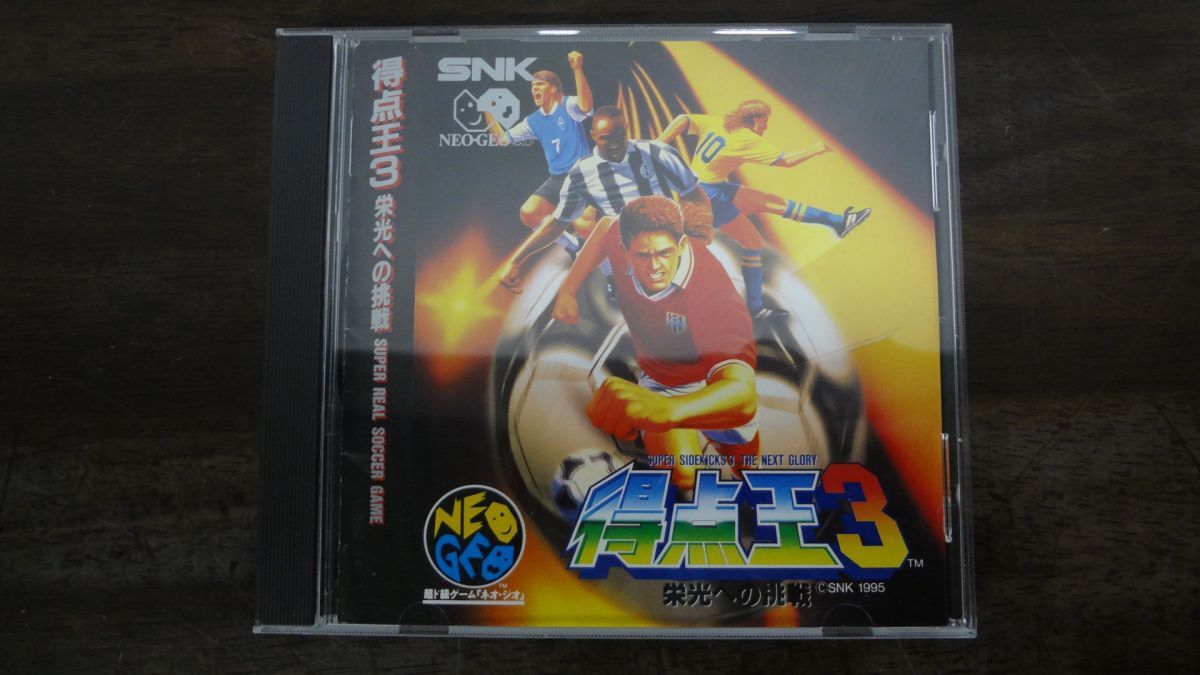 得点王3 栄光への挑戦 SUPER REAL SOCCER GAME
SNK
NEO•GEO CD
7
10
SUPER SIDEKICKS 3 THE NEXT GLORY
得点王3 TM
栄光への挑戦
©SNK 1995
NEO
GEO
TM
超ド級ゲーム「ネオ・ジオ」